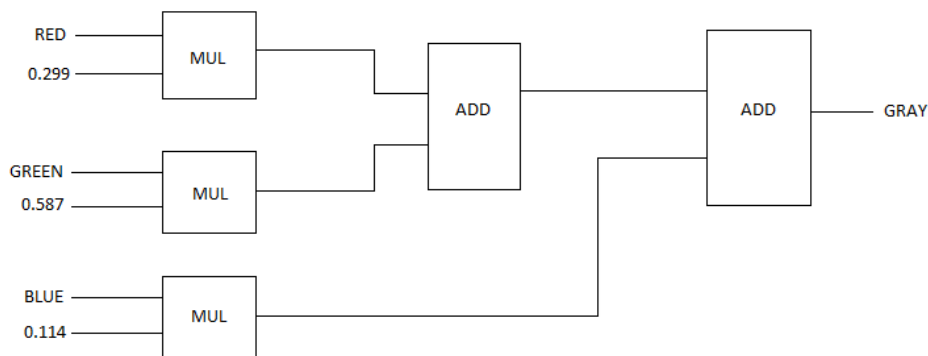 RED
0.299
MUL
GREEN
0.587
MUL
BLUE
0.114
MUL
ADD
ADD
GRAY